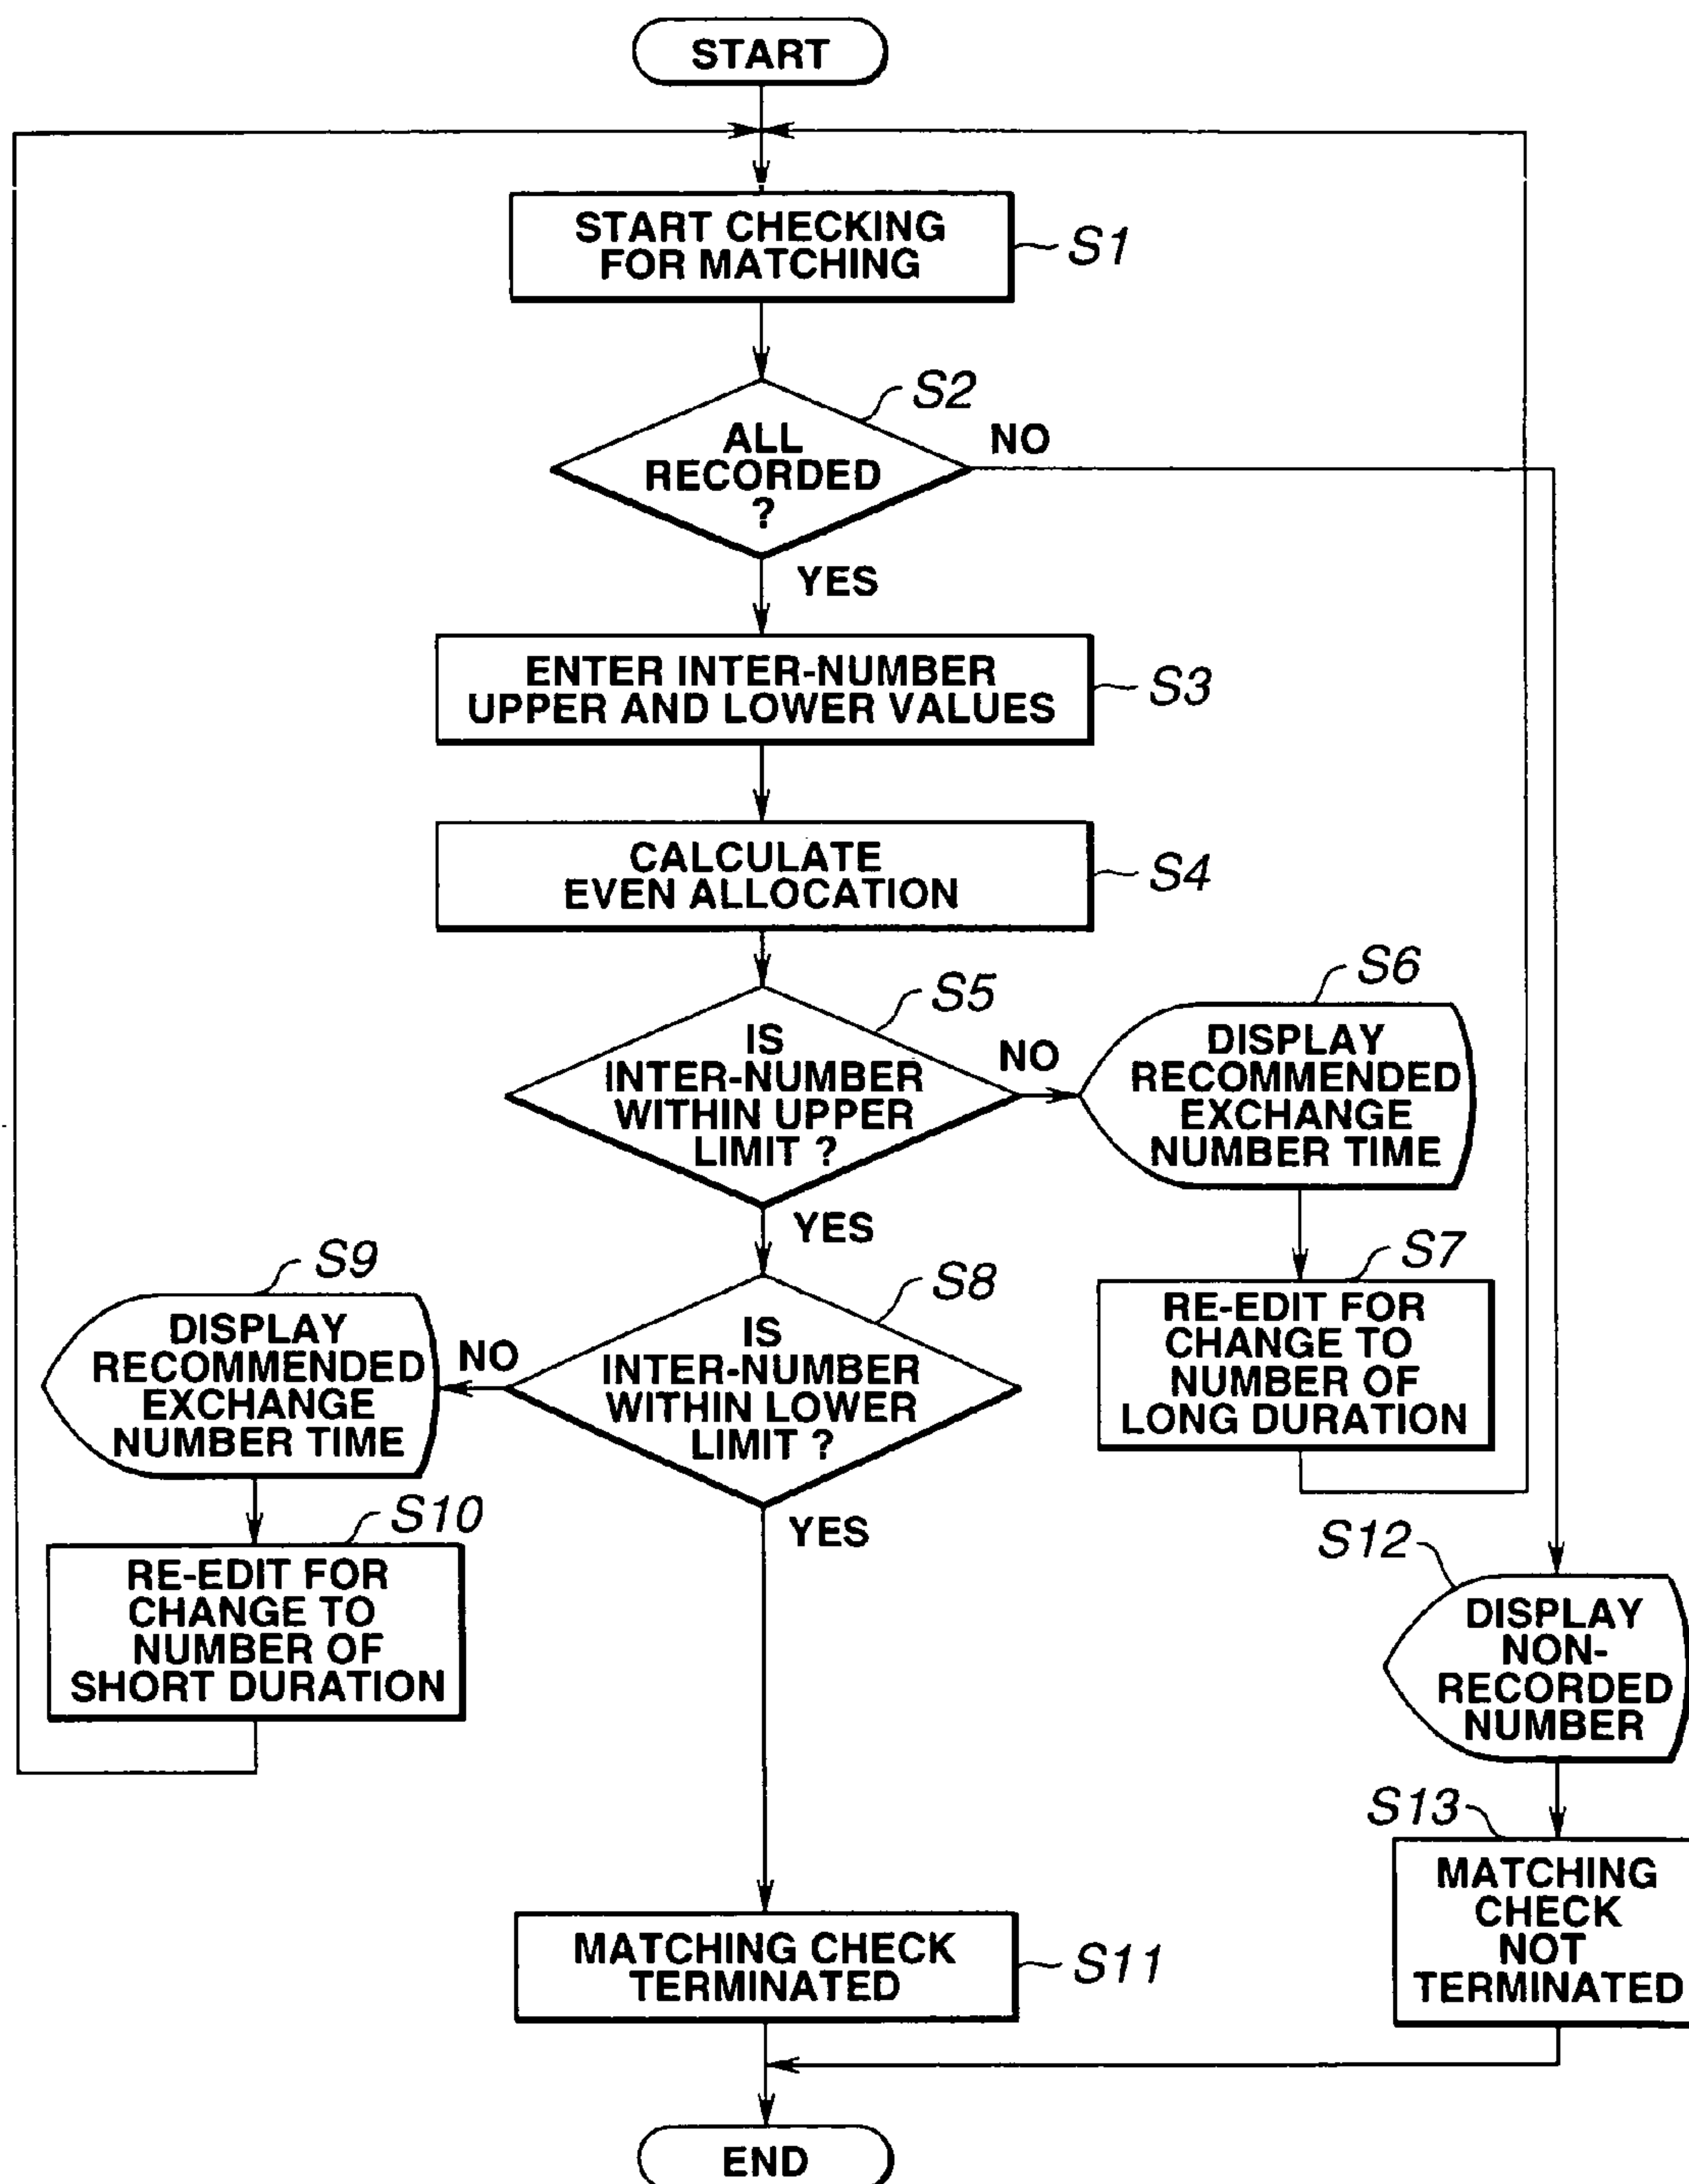 START
START CHECKING
FOR MATCHING
S1
S2
ALL
RECORDED
?
NO
YES
ENTER INTER-NUMBER
UPPER AND LOWER VALUES
S3
CALCULATE
EVEN ALLOCATION
S4
S5
IS
INTER-NUMBER
WITHIN UPPER
LIMIT ?
NO
YES
S6
DISPLAY
RECOMMENDED
EXCHANGE
NUMBER TIME
S7
RE-EDIT FOR
CHANGE TO
NUMBER OF
LONG DURATION
S8
IS
INTER-NUMBER
WITHIN LOWER
LIMIT ?
NO
YES
S9
DISPLAY
RECOMMENDED
EXCHANGE
NUMBER TIME
S10
RE-EDIT FOR
CHANGE TO
NUMBER OF
SHORT DURATION
S12
DISPLAY
NON-
RECORDED
NUMBER
S13
MATCHING
CHECK
NOT
TERMINATED
MATCHING CHECK
TERMINATED
S11
END